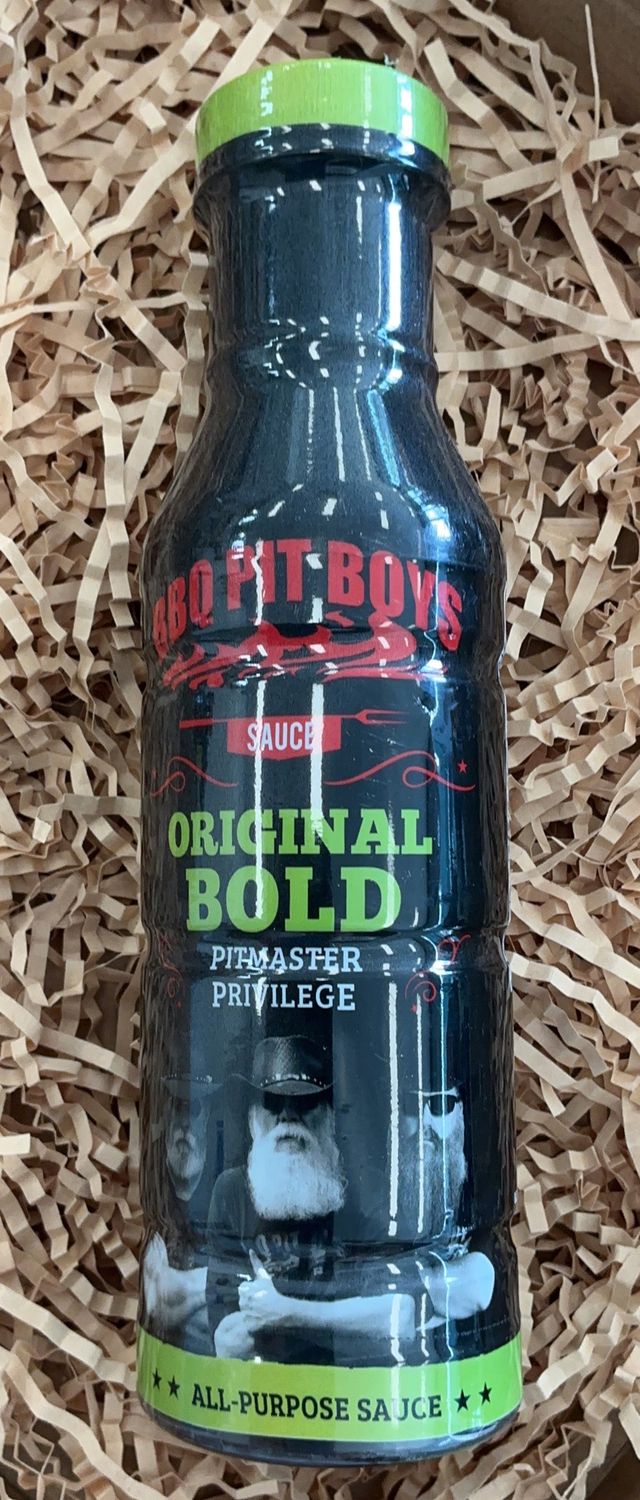 BBQ PIT BOYS
SAUCE
ORIGINAL
BOLD
PITMASTER
PRIVILEGE
★★ ALL-PURPOSE SAUCE ★★